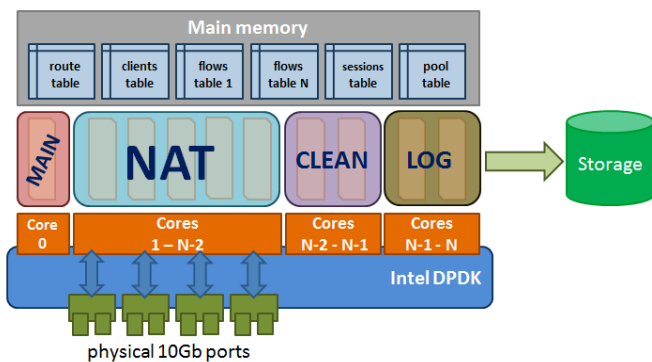 Main memory
route
table
clients
table
flows
table 1
flows
table N
sessions
table
pool
table
MAIN
NAT
CLEAN
LOG
Storage
Core
0
Cores
1 – N-2
Cores
N-2 - N-1
Cores
N-1 - N
Intel DPDK
physical 10Gb ports